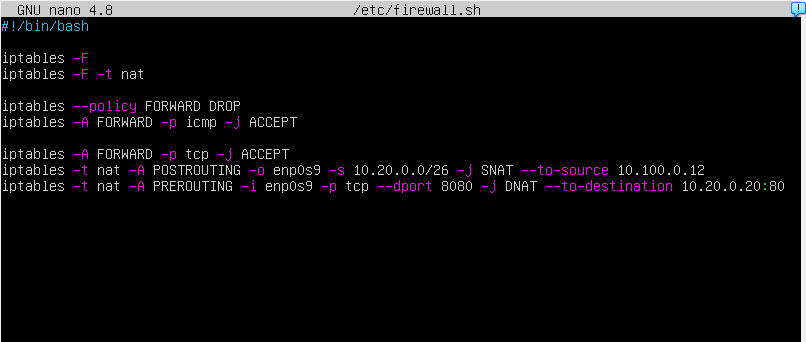 GNU nano 4.8 /etc/firewall.sh
#!/bin/bash
iptables -F
iptables -F -t nat
iptables --policy FORWARD DROP
iptables -A FORWARD -p icmp -j ACCEPT
iptables -A FORWARD -p tcp -j ACCEPT
iptables -t nat -A POSTROUTING -o enp0s9 -s 10.20.0.0/26 -j SNAT --to-source 10.100.0.12
iptables -t nat -A PREROUTING -i enp0s9 -p tcp --dport 8080 -j DNAT --to-destination 10.20.0.20:80